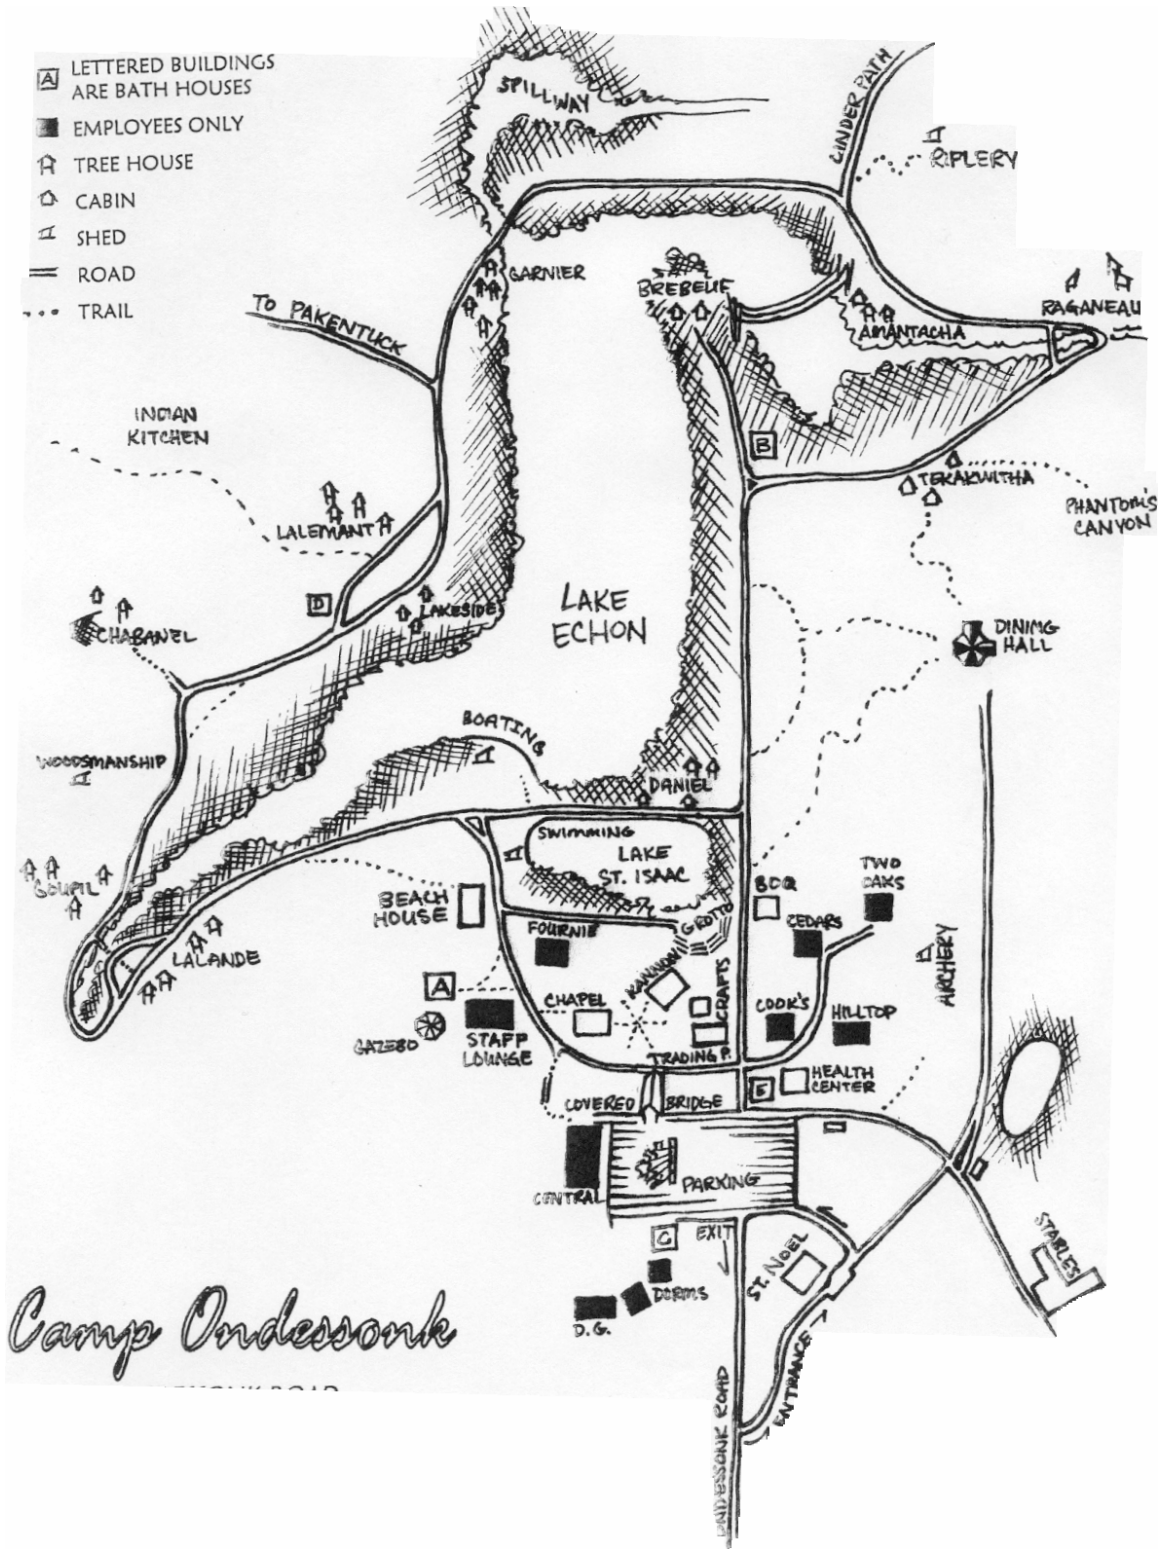 A
LETTERED BUILDINGS
ARE BATH HOUSES
EMPLOYEES ONLY
TREE HOUSE
CABIN
SHED
ROAD
TRAIL
SPILLWAY
CINDER PATH
RIPLERY
GARNIER
BREBEUF
RAGANEAU
AMANTACHA
TO PAKENTUCK
INDIAN
KITCHEN
B
TEKAKWITHA
PHANTOM'S
CANYON
LALEMANT
D
LAKESIDE
LAKE
ECHON
CHABANEL
DINING
HALL
BOATING
WOODSMANSHIP
DANIEL
SWIMMING
LAKE
ST. ISAAC
GOUPIL
BEACH
HOUSE
BDQ
TWO
OAKS
CEDARS
GROTTO
FOURNIE
LALANDE
KANNON
CRAFTS
ARCHERY
A
CHAPEL
COOK'S
HILLTOP
GAZEBO
STAFF
LOUNGE
TRADING P.
E
HEALTH
CENTER
COVERED
BRIDGE
CENTRAL
PARKING
C
EXIT
ST. NOEL
STABLES
DORMS
D.G.
Camp Ondessonk
ENTRANCE
ONDESSONK ROAD